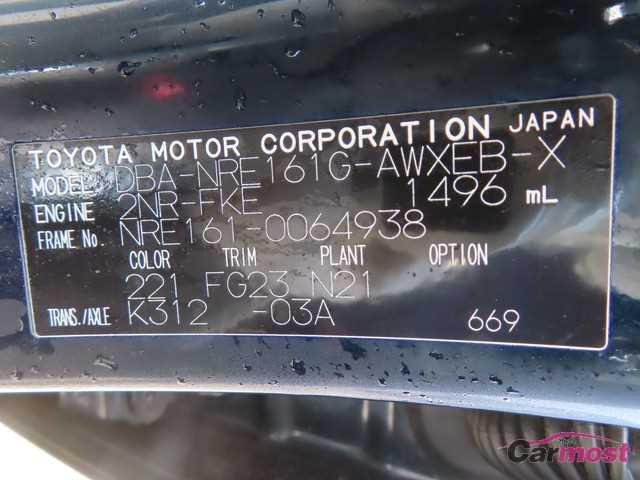 TOYOTA MOTOR CORPORATION JAPAN
MODEL DBA-NRE161G-AWXEB-X
ENGINE 2NR-FKE 1496 mL
FRAME No. NRE161-0064938
COLOR TRIM PLANT OPTION
221 FG23 N21
TRANS./AXLE K312 -03A 669
Carmost